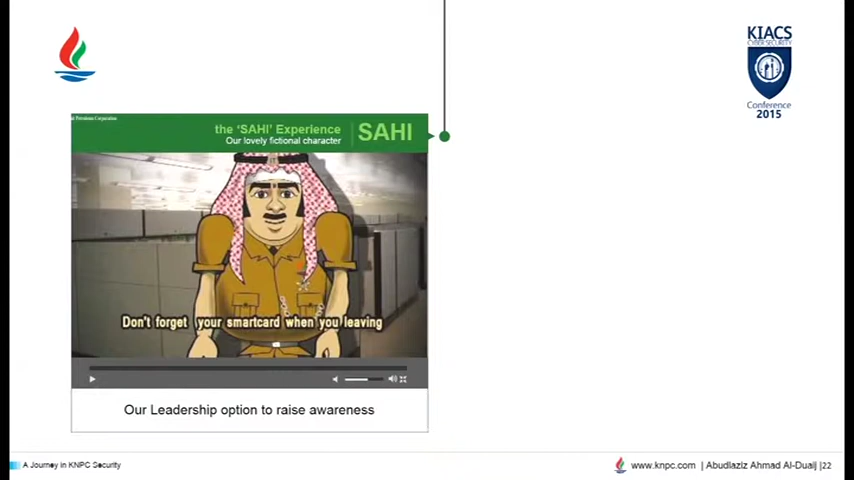 KIACS
CYBER SECURITY
Conference
2015
Petroleum Corporation
the 'SAHI' Experience
Our lovely fictional character
SAHI
Don't forget your smartcard when you leaving
Our Leadership option to raise awareness
A Journey in KNPC Security
www.knpc.com | Abudlaziz Ahmad Al-Duaij |22